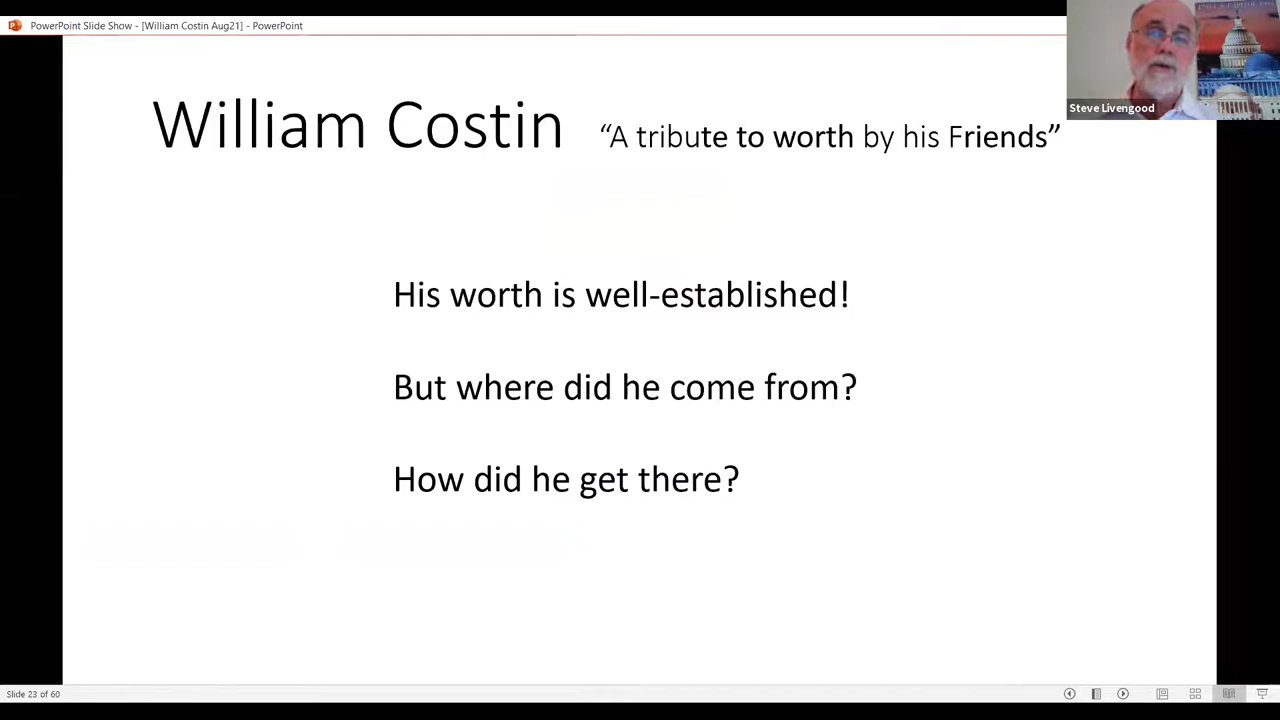 PowerPoint Slide Show - [William Costin Aug21] - PowerPoint
Steve Livengood
William Costin “A tribute to worth by his Friends”
His worth is well-established!
But where did he come from?
How did he get there?
Slide 23 of 60